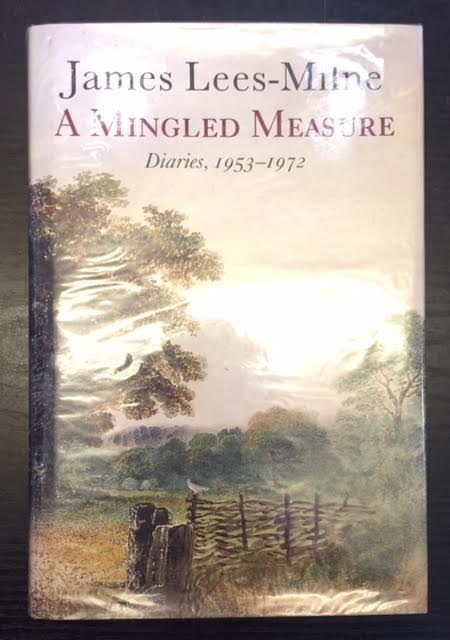 James Lees-Milne
A MINGLED MEASURE
Diaries, 1953–1972